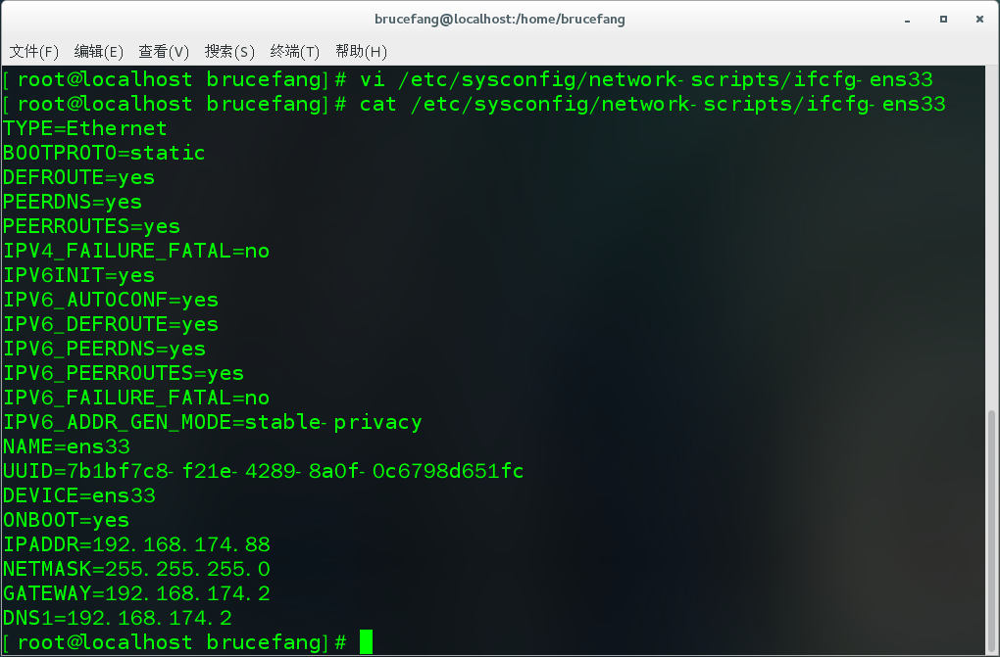 brucefang@localhost:/home/brucefang
文件(F) 编辑(E) 查看(V) 搜索(S) 终端(T) 帮助(H)
[root@localhost brucefang]# vi /etc/sysconfig/network-scripts/ifcfg-ens33
[root@localhost brucefang]# cat /etc/sysconfig/network-scripts/ifcfg-ens33
TYPE=Ethernet
BOOTPROTO=static
DEFROUTE=yes
PEERDNS=yes
PEERROUTES=yes
IPV4_FAILURE_FATAL=no
IPV6INIT=yes
IPV6_AUTOCONF=yes
IPV6_DEFROUTE=yes
IPV6_PEERDNS=yes
IPV6_PEERROUTES=yes
IPV6_FAILURE_FATAL=no
IPV6_ADDR_GEN_MODE=stable-privacy
NAME=ens33
UUID=7b1bf7c8-f21e-4289-8a0f-0c6798d651fc
DEVICE=ens33
ONBOOT=yes
IPADDR=192.168.174.88
NETMASK=255.255.255.0
GATEWAY=192.168.174.2
DNS1=192.168.174.2
[root@localhost brucefang]#